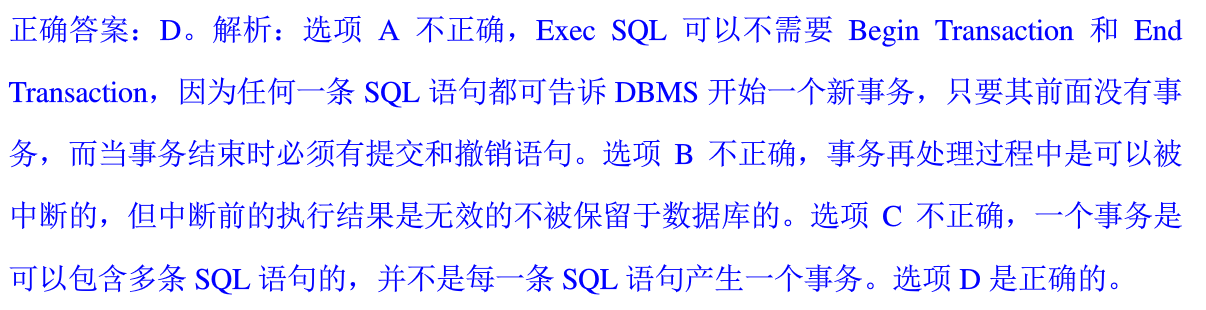 正确答案：D。解析：选项 A 不正确，Exec SQL 可以不需要 Begin Transaction 和 End
Transaction，因为任何一条 SQL 语句都可告诉 DBMS 开始一个新事务，只要其前面没有事
务，而当事务结束时必须有提交和撤销语句。选项 B 不正确，事务再处理过程中是可以被
中断的，但中断前的执行结果是无效的不被保留于数据库的。选项 C 不正确，一个事务是
可以包含多条 SQL 语句的，并不是每一条 SQL 语句产生一个事务。选项 D 是正确的。